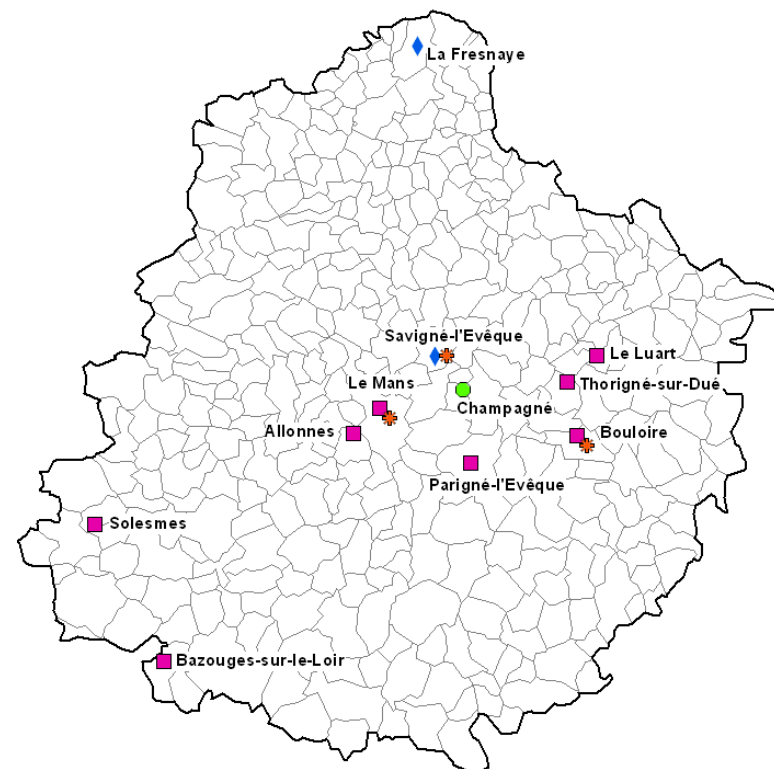 La Fresnaye
Savigné-l'Evêque
Le Luart
Le Mans
Thorigné-sur-Dué
Champagné
Allonnes
Bouloire
Parigné-l'Evêque
Solesmes
Bazouges-sur-le-Loir